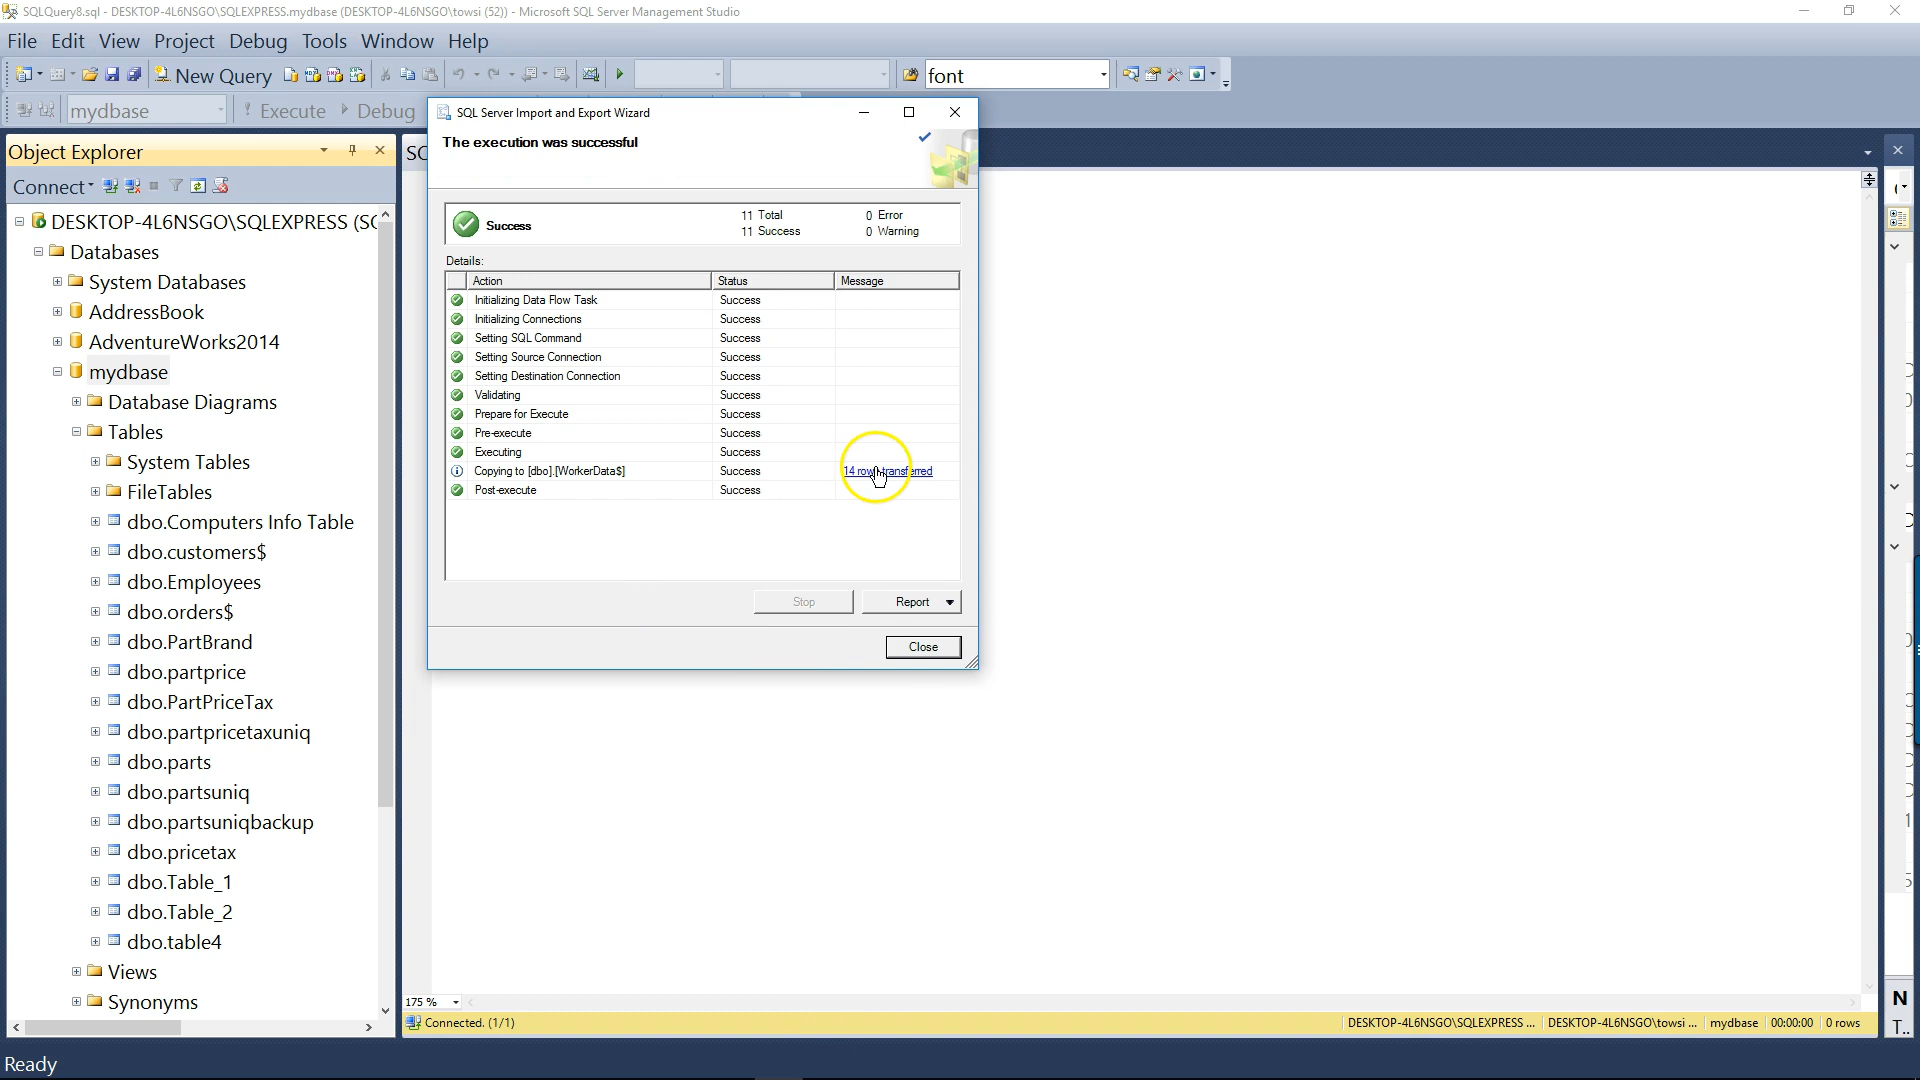 SQLQuery8.sql - DESKTOP-4L6NSGO\SQLEXPRESS.mydbase (DESKTOP-4L6NSGO\towsi (52)) - Microsoft SQL Server Management Studio
File Edit View Project Debug Tools Window Help
New Query font
mydbase Execute Debug
SQL Server Import and Export Wizard
The execution was successful
Object Explorer
Connect
DESKTOP-4L6NSGO\SQLEXPRESS (SC
Databases
System Databases
AddressBook
AdventureWorks2014
mydbase
Database Diagrams
Tables
System Tables
FileTables
dbo.Computers Info Table
dbo.customers$
dbo.Employees
dbo.orders$
dbo.PartBrand
dbo.partprice
dbo.PartPriceTax
dbo.partpricetaxuniq
dbo.parts
dbo.partsuniq
dbo.partsuniqbackup
dbo.pricetax
dbo.Table_1
dbo.Table_2
dbo.table4
Views
Synonyms
Success 11 Total 0 Error
11 Success 0 Warning
Details:
Action Status Message
Initializing Data Flow Task Success
Initializing Connections Success
Setting SQL Command Success
Setting Source Connection Success
Setting Destination Connection Success
Validating Success
Prepare for Execute Success
Pre-execute Success
Executing Success
Copying to [dbo].[WorkerData$] Success 14 rows transferred
Post-execute Success
Stop Report
Close
175 %
Connected. (1/1) DESKTOP-4L6NSGO\SQLEXPRESS ... DESKTOP-4L6NSGO\towsi ... mydbase 00:00:00 0 rows
N
T..
Ready